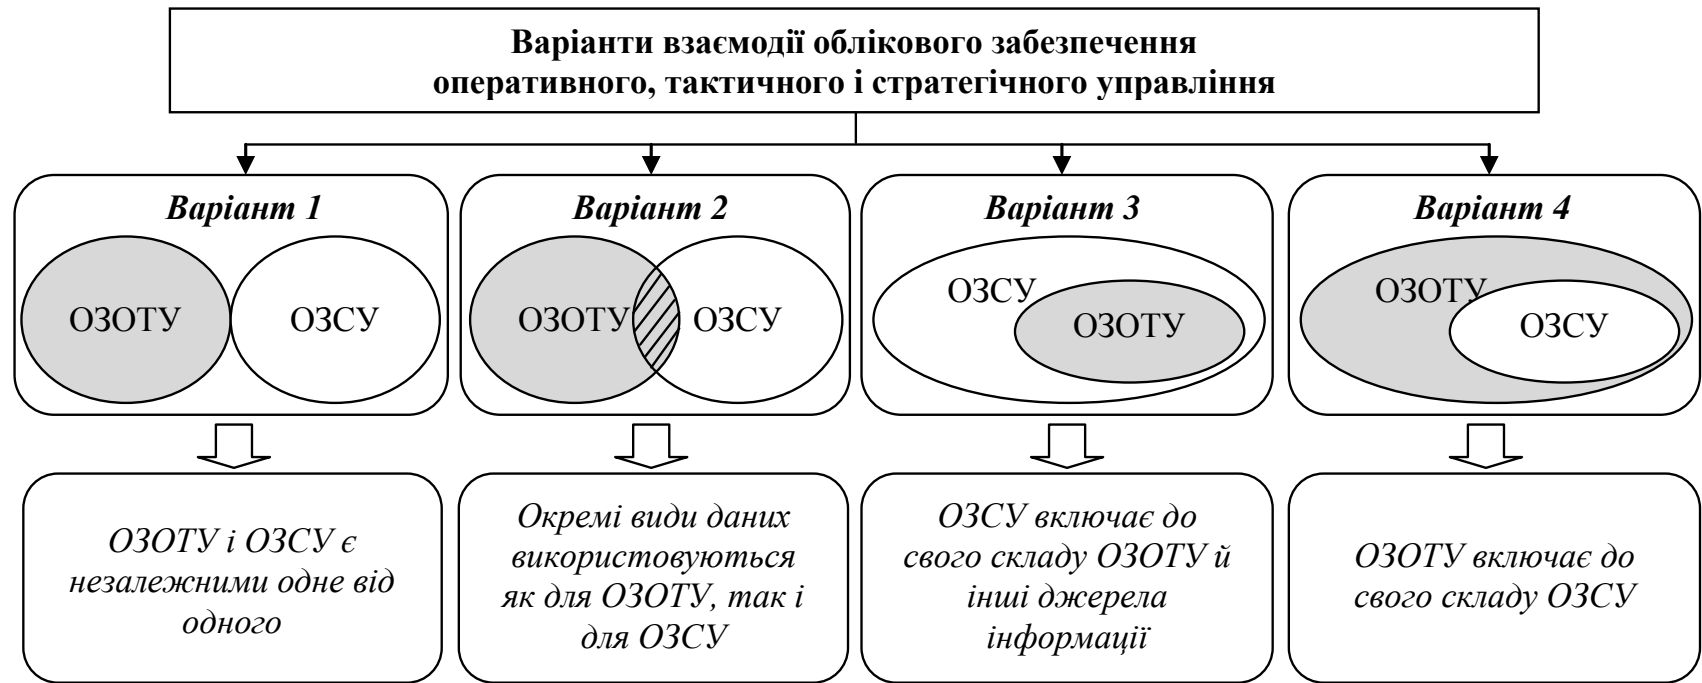 Варіанти взаємодії облікового забезпечення
оперативного, тактичного і стратегічного управління
Варіант 1
ОЗОТУ
ОЗСУ
Варіант 2
ОЗОТУ
ОЗСУ
Варіант 3
ОЗСУ
ОЗОТУ
Варіант 4
ОЗОТУ
ОЗСУ
ОЗОТУ і ОЗСУ є
незалежними одне від
одного
Окремі види даних
використовуються
як для ОЗОТУ, так і
для ОЗСУ
ОЗСУ включає до
свого складу ОЗОТУ й
інші джерела
інформації
ОЗОТУ включає до
свого складу ОЗСУ